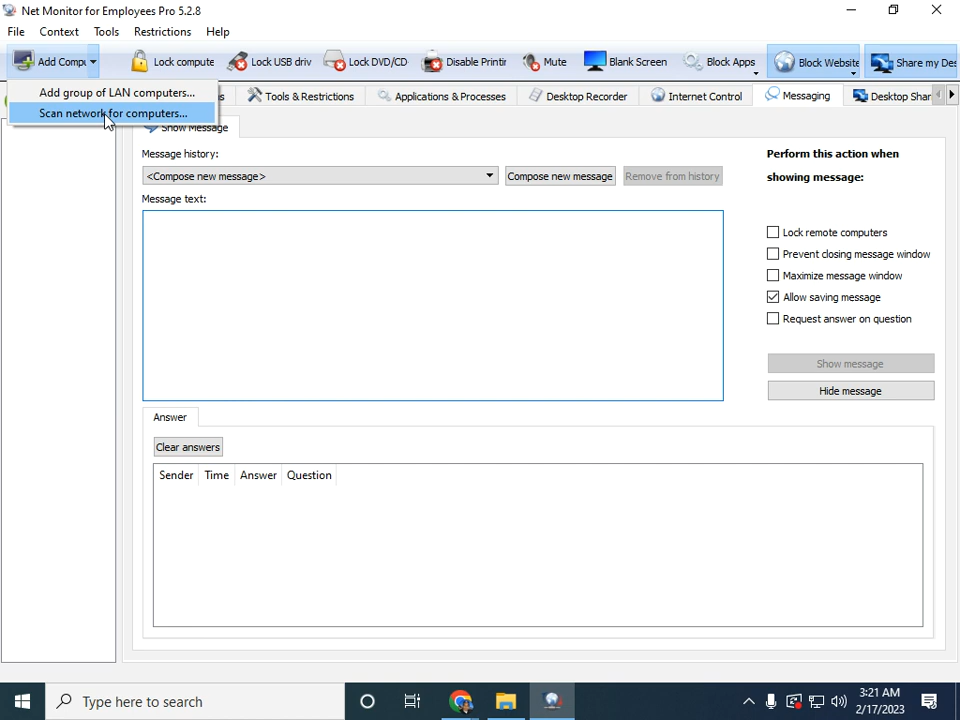 Net Monitor for Employees Pro 5.2.8
File Context Tools Restrictions Help
Add Compu Lock compute Lock USB driv Lock DVD/CD Disable Printi Mute Blank Screen Block Apps Block Website Share my Des
Add group of LAN computers...
Scan network for computers...
Tools & Restrictions Applications & Processes Desktop Recorder Internet Control Messaging Desktop Shar
Show Message
Message history:
<Compose new message> Compose new message Remove from history
Message text:
Perform this action when
showing message:
Lock remote computers
Prevent closing message window
Maximize message window
Allow saving message
Request answer on question
Show message
Hide message
Answer
Clear answers
Sender Time Answer Question
Type here to search
3:21 AM
2/17/2023